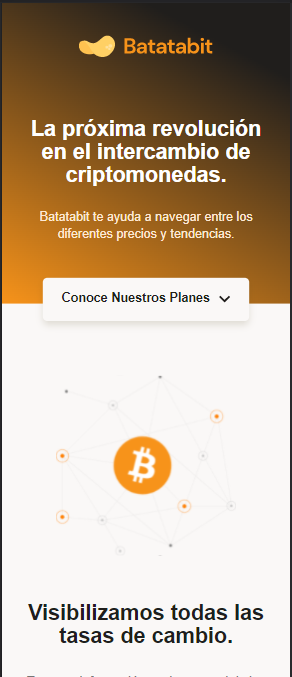 Batatabit
La próxima revolución
en el intercambio de
criptomonedas.
Batatabit te ayuda a navegar entre los
diferentes precios y tendencias.
Conoce Nuestros Planes
Visibilizamos todas las
tasas de cambio.